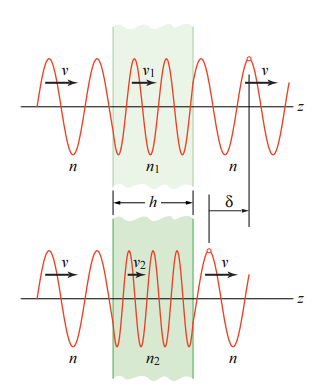 v v₁ v
z
n n₁ n
h δ
v v₂ v
z
n n₂ n